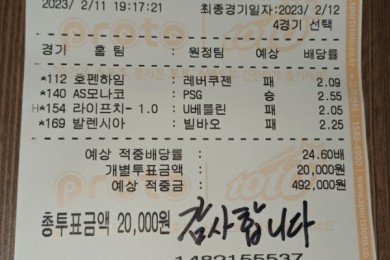 2023/ 2/11 19:17:21 최종경기일자:2023/ 2/12
4경기 선택
경기 홈 팀 : 원정팀 예상 배당률
*112 호펜하임 : 레버쿠젠 패 2.09
*140 AS모나코 : PSG 승 2.55
H*154 라이프치- 1.0 : U베를린 패 2.05
*169 발렌시아 : 빌바오 패 2.25
예상 적중배당률 : 24.60배
개별투표금액 : 20,000원
예상 적중금 : 492,000원
총투표금액 20,000원 감사합니다
1482155537